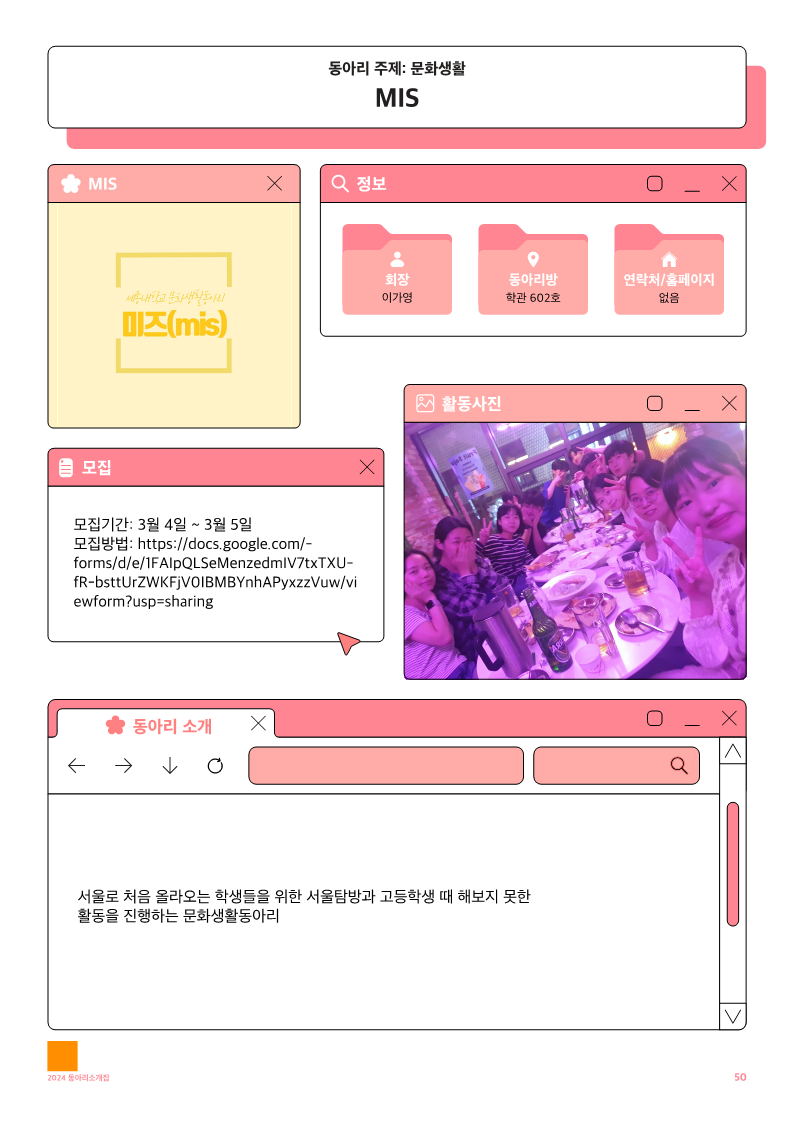 동아리 주제: 문화생활
MIS
MIS
세종대학교 문화생활동아리
미즈(mis)
정보
회장
이가영
동아리방
학관 602호
연락처/홈페이지
없음
활동사진
모집
모집기간: 3월 4일 ~ 3월 5일
모집방법: https://docs.google.com/-
forms/d/e/1FAIpQLSeMenzedmIV7txTXU-
fR-bsttUrZWKFjV0IBMBYnhAPyxzzVuw/vi
ewform?usp=sharing
동아리 소개
서울로 처음 올라오는 학생들을 위한 서울탐방과 고등학생 때 해보지 못한
활동을 진행하는 문화생활동아리
2024 동아리소개집
50